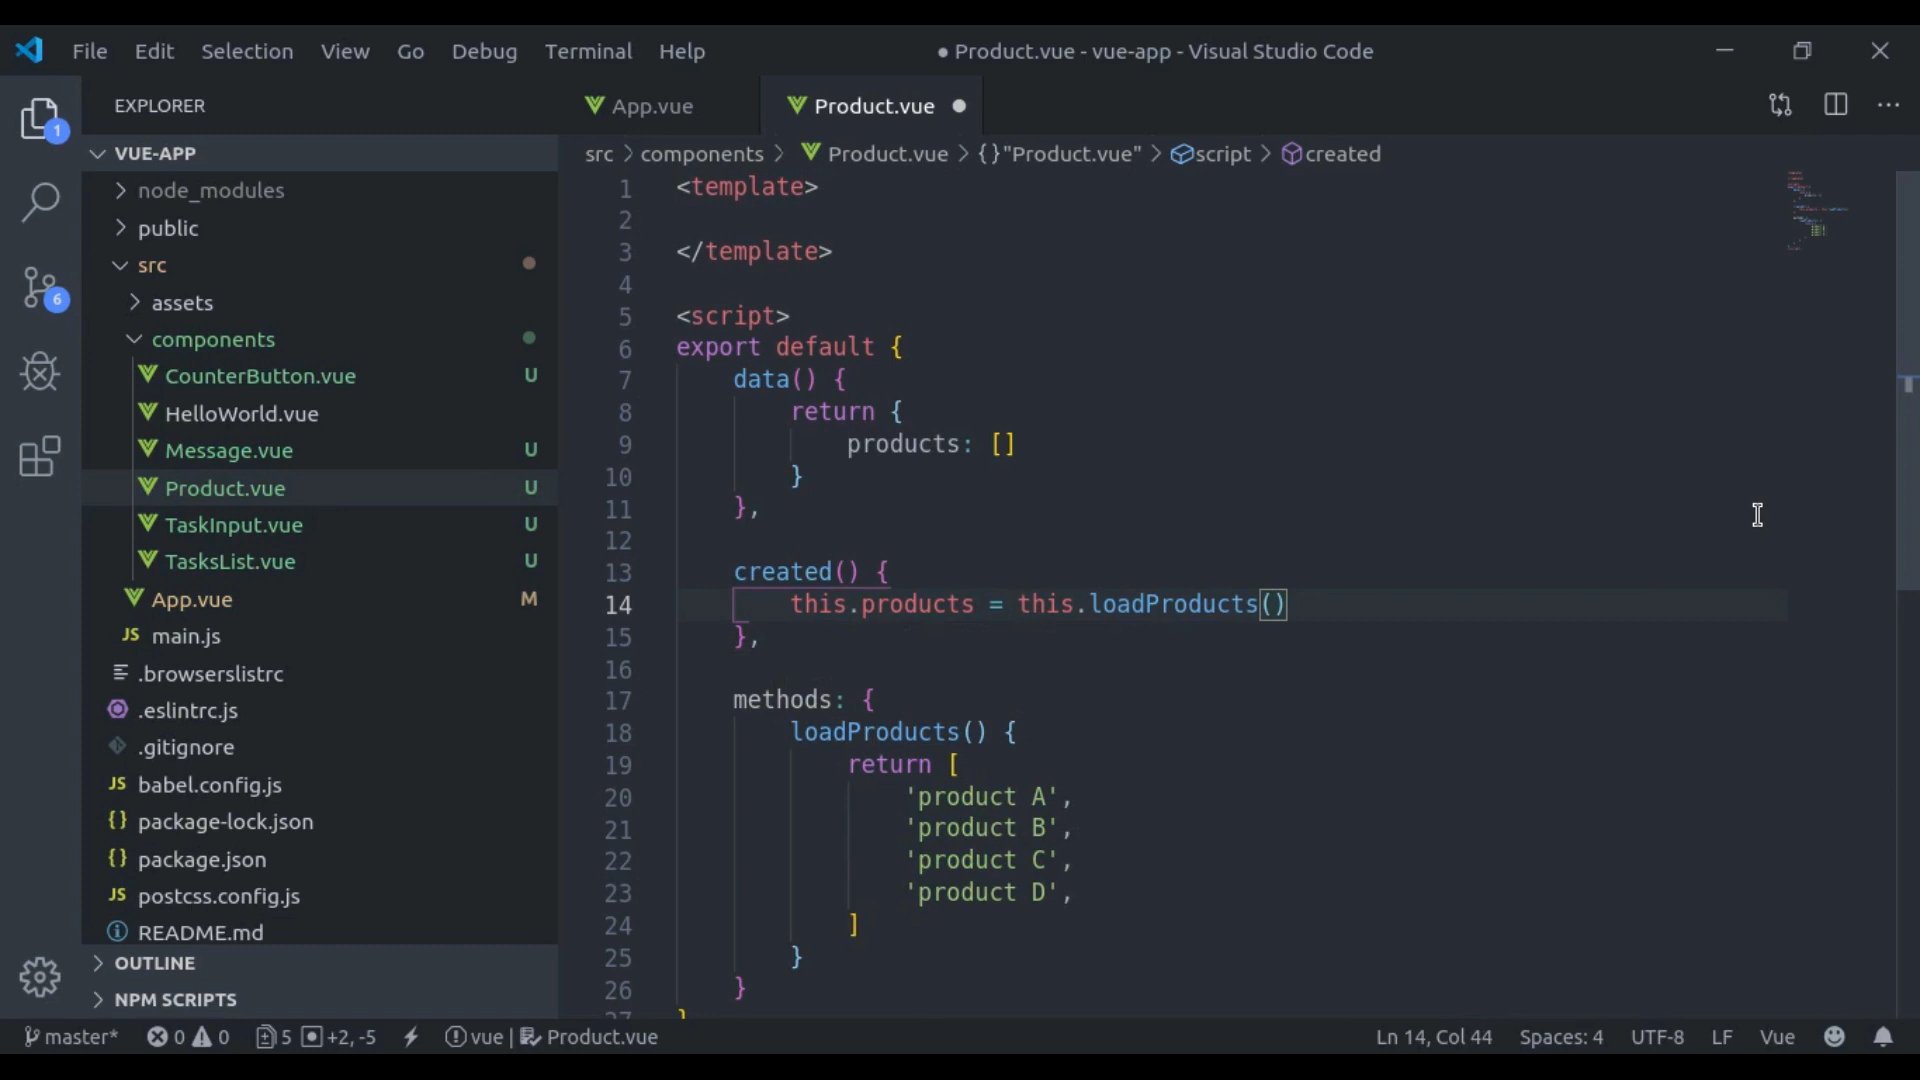 File Edit Selection View Go Debug Terminal Help ● Product.vue - vue-app - Visual Studio Code
EXPLORER
App.vue Product.vue
1
VUE-APP
src > components > Product.vue > {} "Product.vue" > script > created
node_modules
public
src
assets
components
CounterButton.vue U
HelloWorld.vue
Message.vue U
Product.vue U
TaskInput.vue U
TasksList.vue U
App.vue M
JS main.js
.browserslistrc
.eslintrc.js
.gitignore
JS babel.config.js
{} package-lock.json
{} package.json
JS postcss.config.js
README.md
OUTLINE
NPM SCRIPTS
6
1 <template>
2
3 </template>
4
5 <script>
6 export default {
7     data() {
8         return {
9             products: []
10         }
11     },
12
13     created() {
14         this.products = this.loadProducts()
15     },
16
17     methods: {
18         loadProducts() {
19             return [
20                 'product A',
21                 'product B',
22                 'product C',
23                 'product D',
24             ]
25         }
26     }
27 }
master* 0 0 5 +2, -5 vue | Product.vue Ln 14, Col 44 Spaces: 4 UTF-8 LF Vue